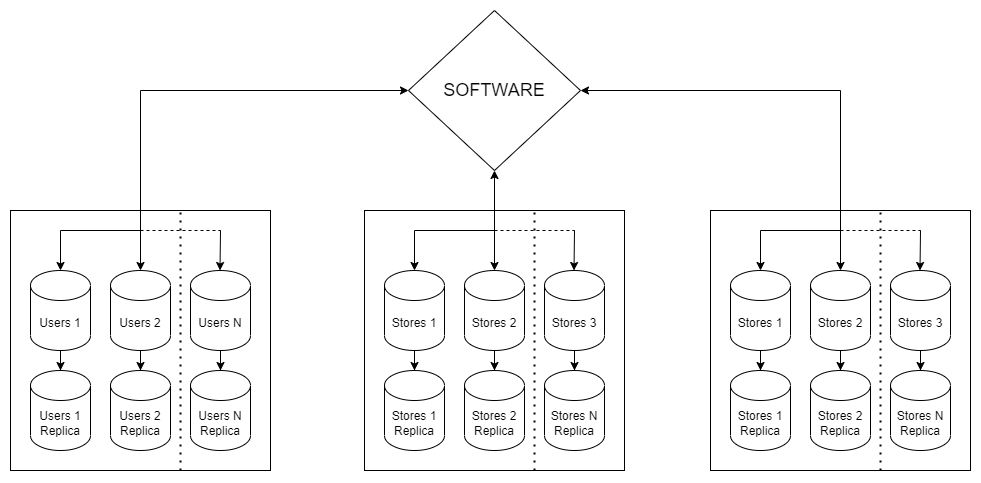 SOFTWARE
Users 1
Users 2
Users N
Users 1
Replica
Users 2
Replica
Users N
Replica
Stores 1
Stores 2
Stores 3
Stores 1
Replica
Stores 2
Replica
Stores N
Replica
Stores 1
Stores 2
Stores 3
Stores 1
Replica
Stores 2
Replica
Stores N
Replica